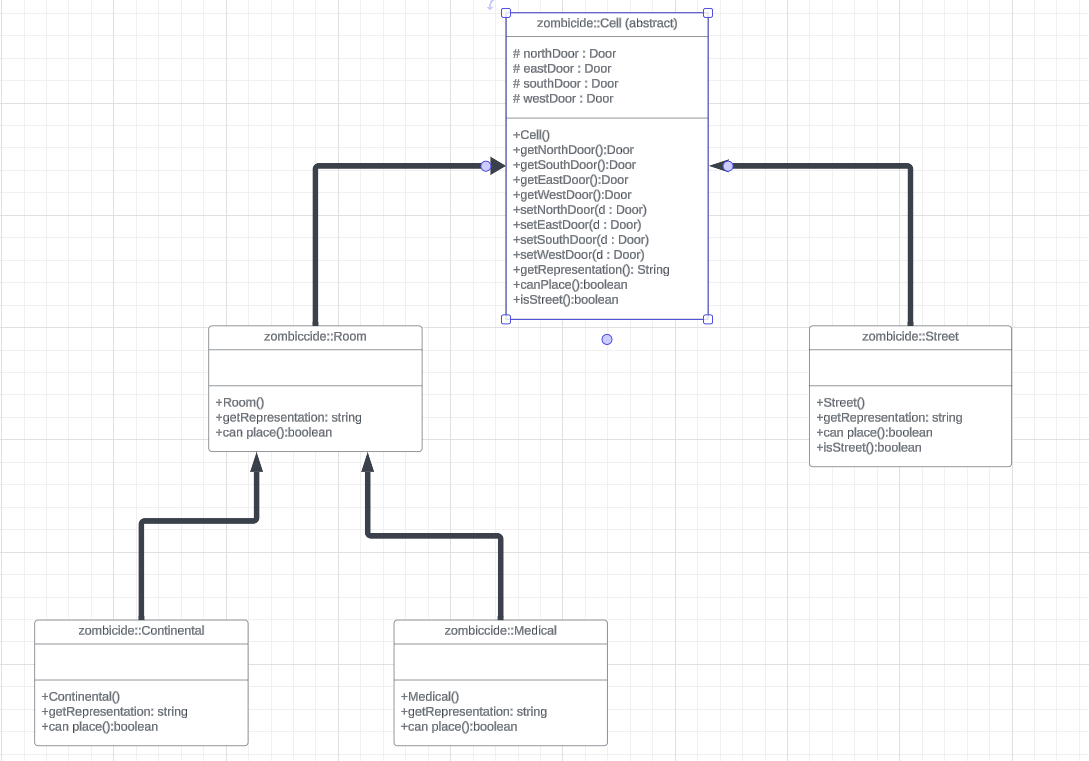 zombicide::Cell (abstract)
# northDoor : Door
# eastDoor : Door
# southDoor : Door
# westDoor : Door
+Cell()
+getNorthDoor():Door
+getSouthDoor():Door
+getEastDoor():Door
+getWestDoor():Door
+setNorthDoor(d : Door)
+setEastDoor(d : Door)
+setSouthDoor(d : Door)
+setWestDoor(d : Door)
+getRepresentation(): String
+canPlace():boolean
+isStreet():boolean
zombiccide::Room
+Room()
+getRepresentation: string
+can place():boolean
zombicide::Street
+Street()
+getRepresentation: string
+can place():boolean
+isStreet():boolean
zombicide::Continental
+Continental()
+getRepresentation: string
+can place():boolean
zombiccide::Medical
+Medical()
+getRepresentation: string
+can place():boolean